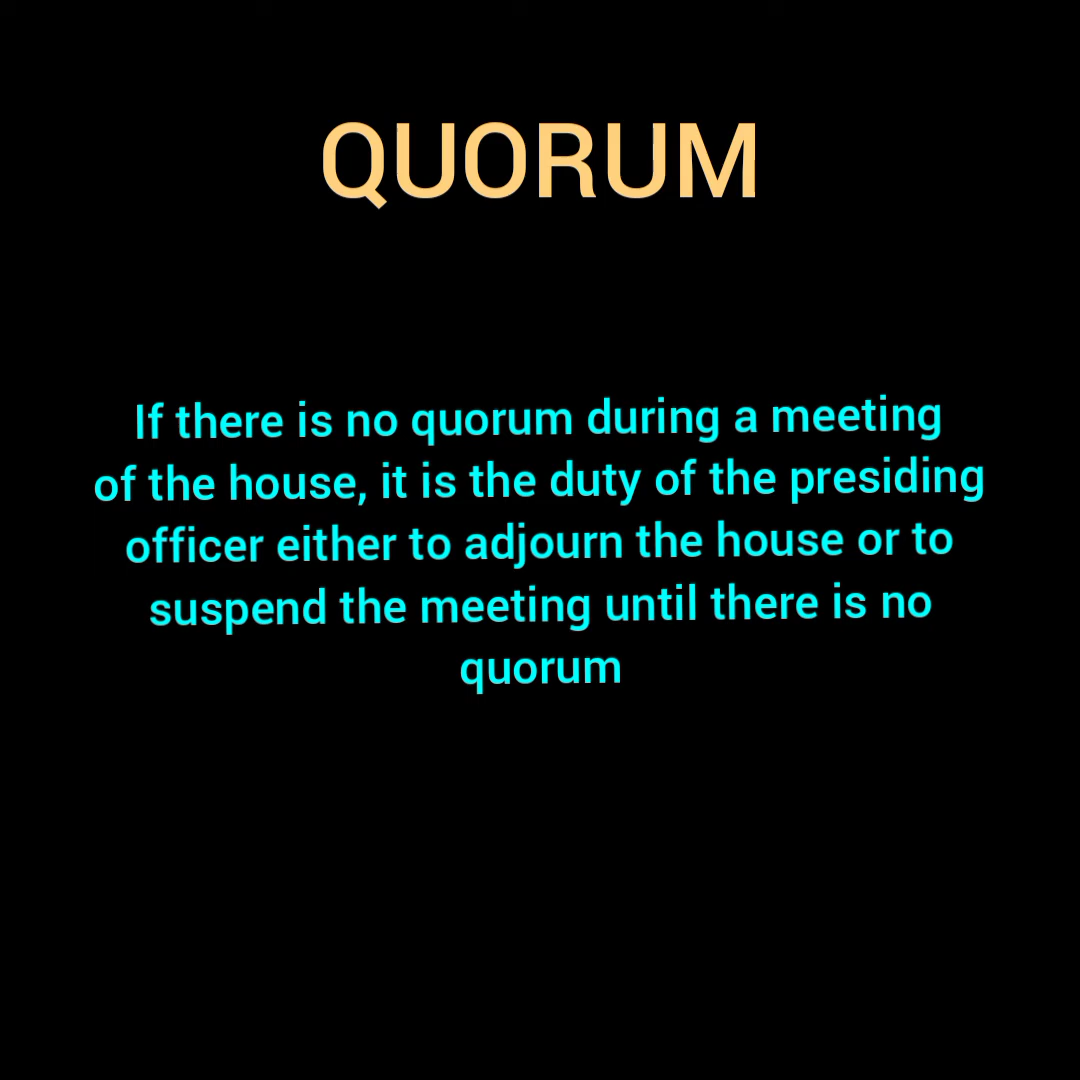 QUORUM
If there is no quorum during a meeting
of the house, it is the duty of the presiding
officer either to adjourn the house or to
suspend the meeting until there is no
quorum